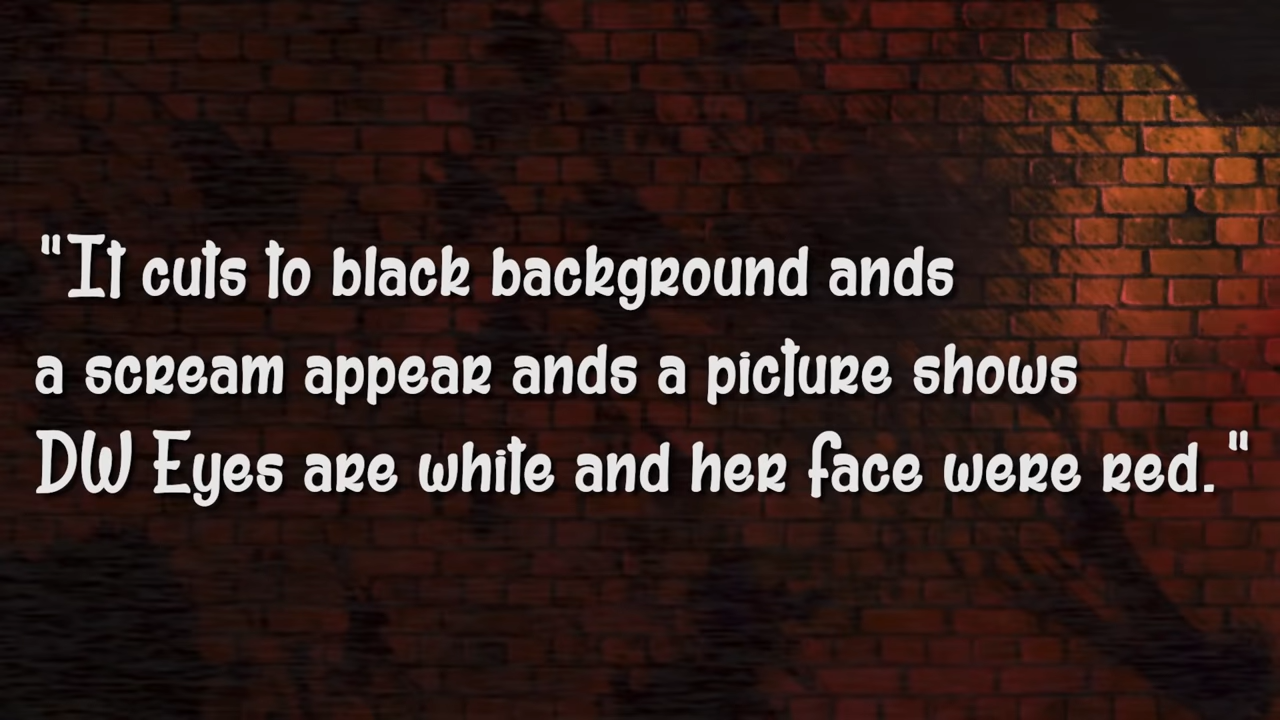 "It cuts to black background ands
a scream appear ands a picture shows
DW Eyes are white and her face were red."